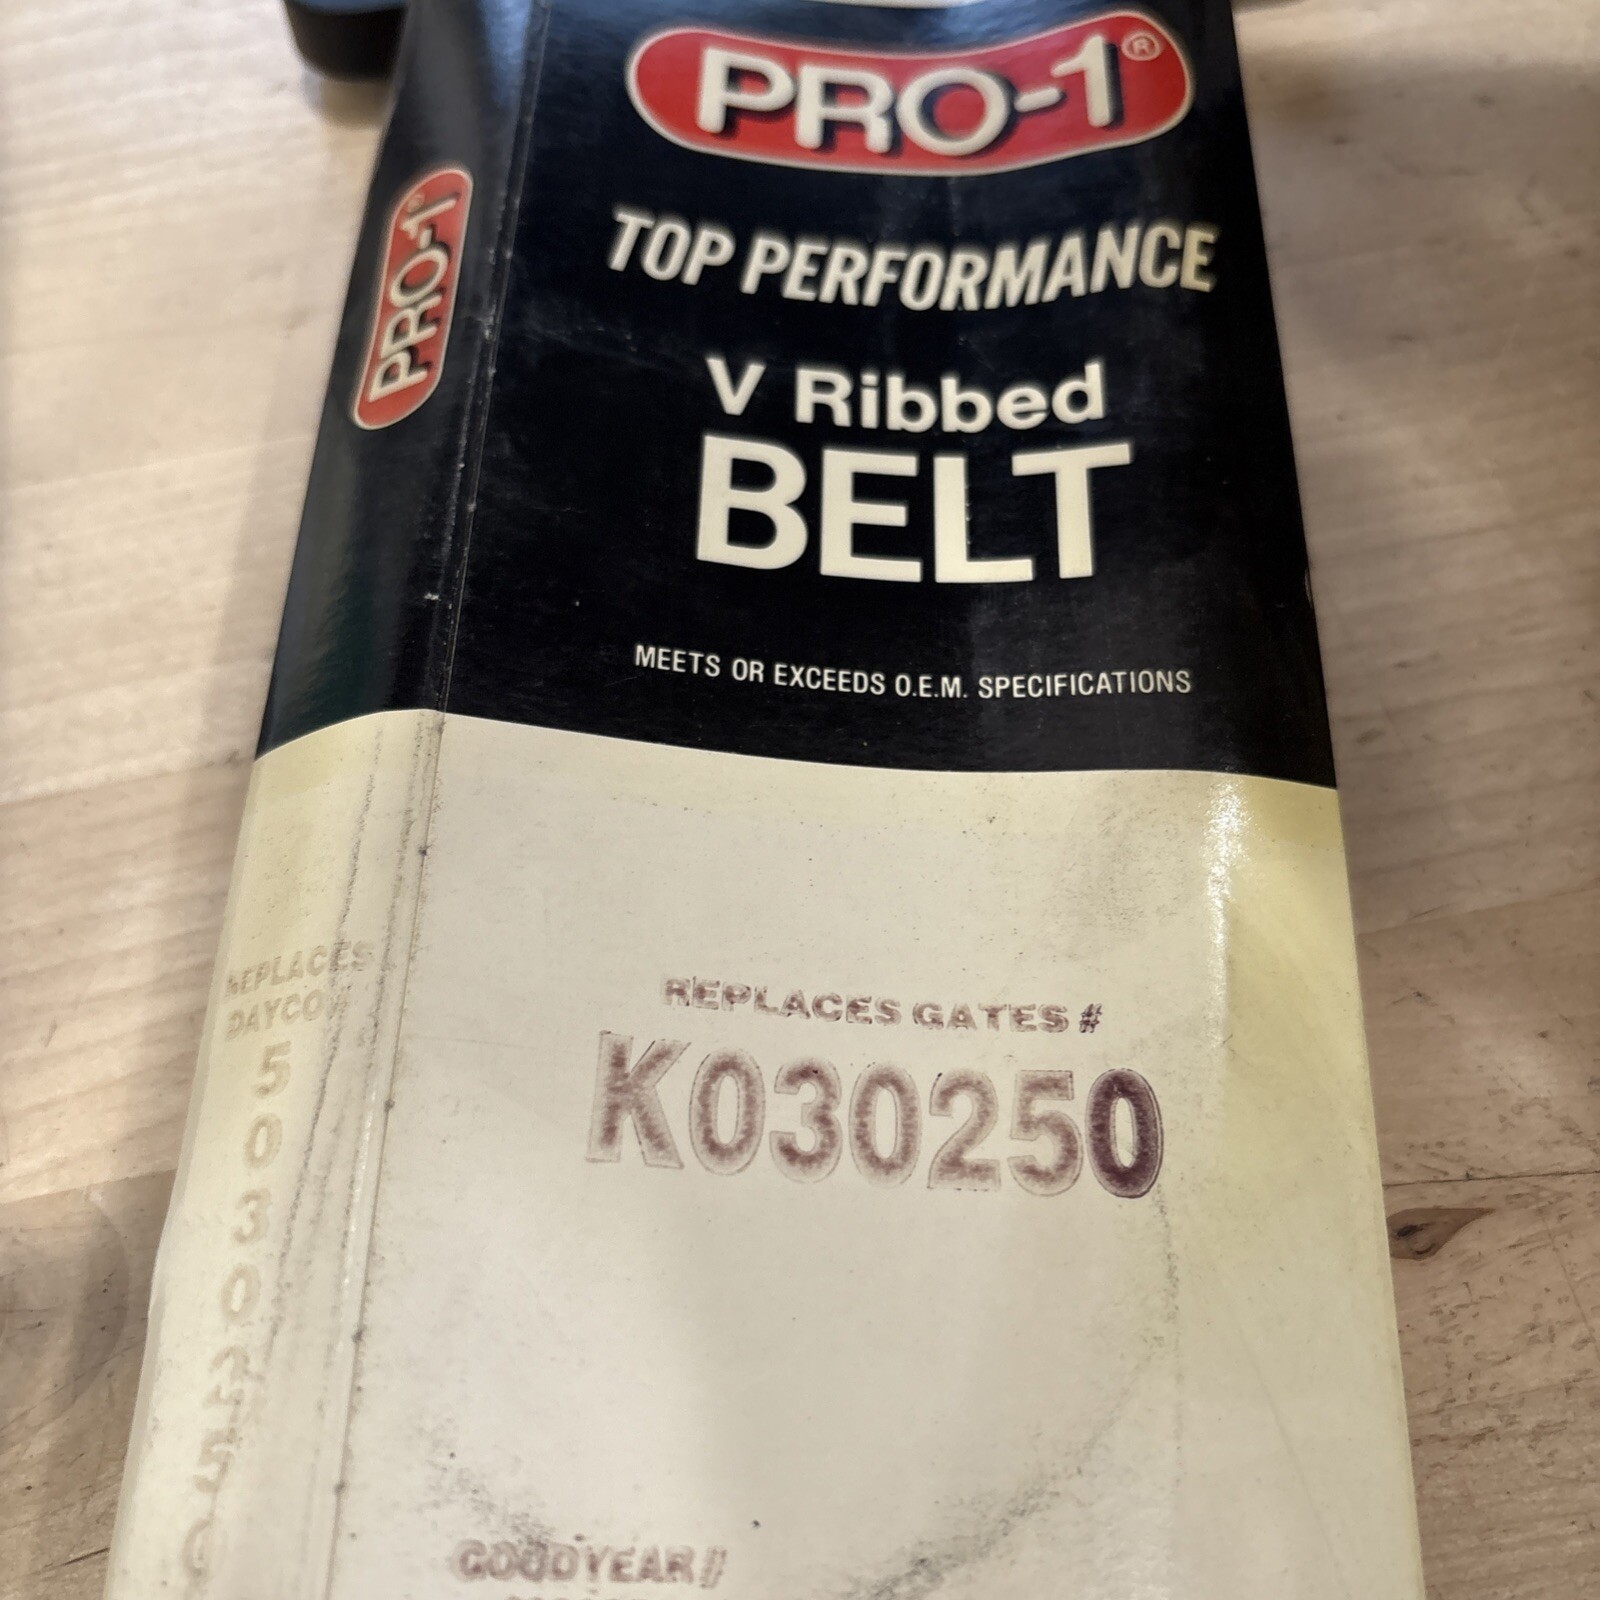 PRO-1®
TOP PERFORMANCE
V Ribbed
BELT
MEETS OR EXCEEDS O.E.M. SPECIFICATIONS
REPLACES GATES #
K030250
GOODYEAR #
PRO-1®
REPLACES
DAYCO
5
0
3
0